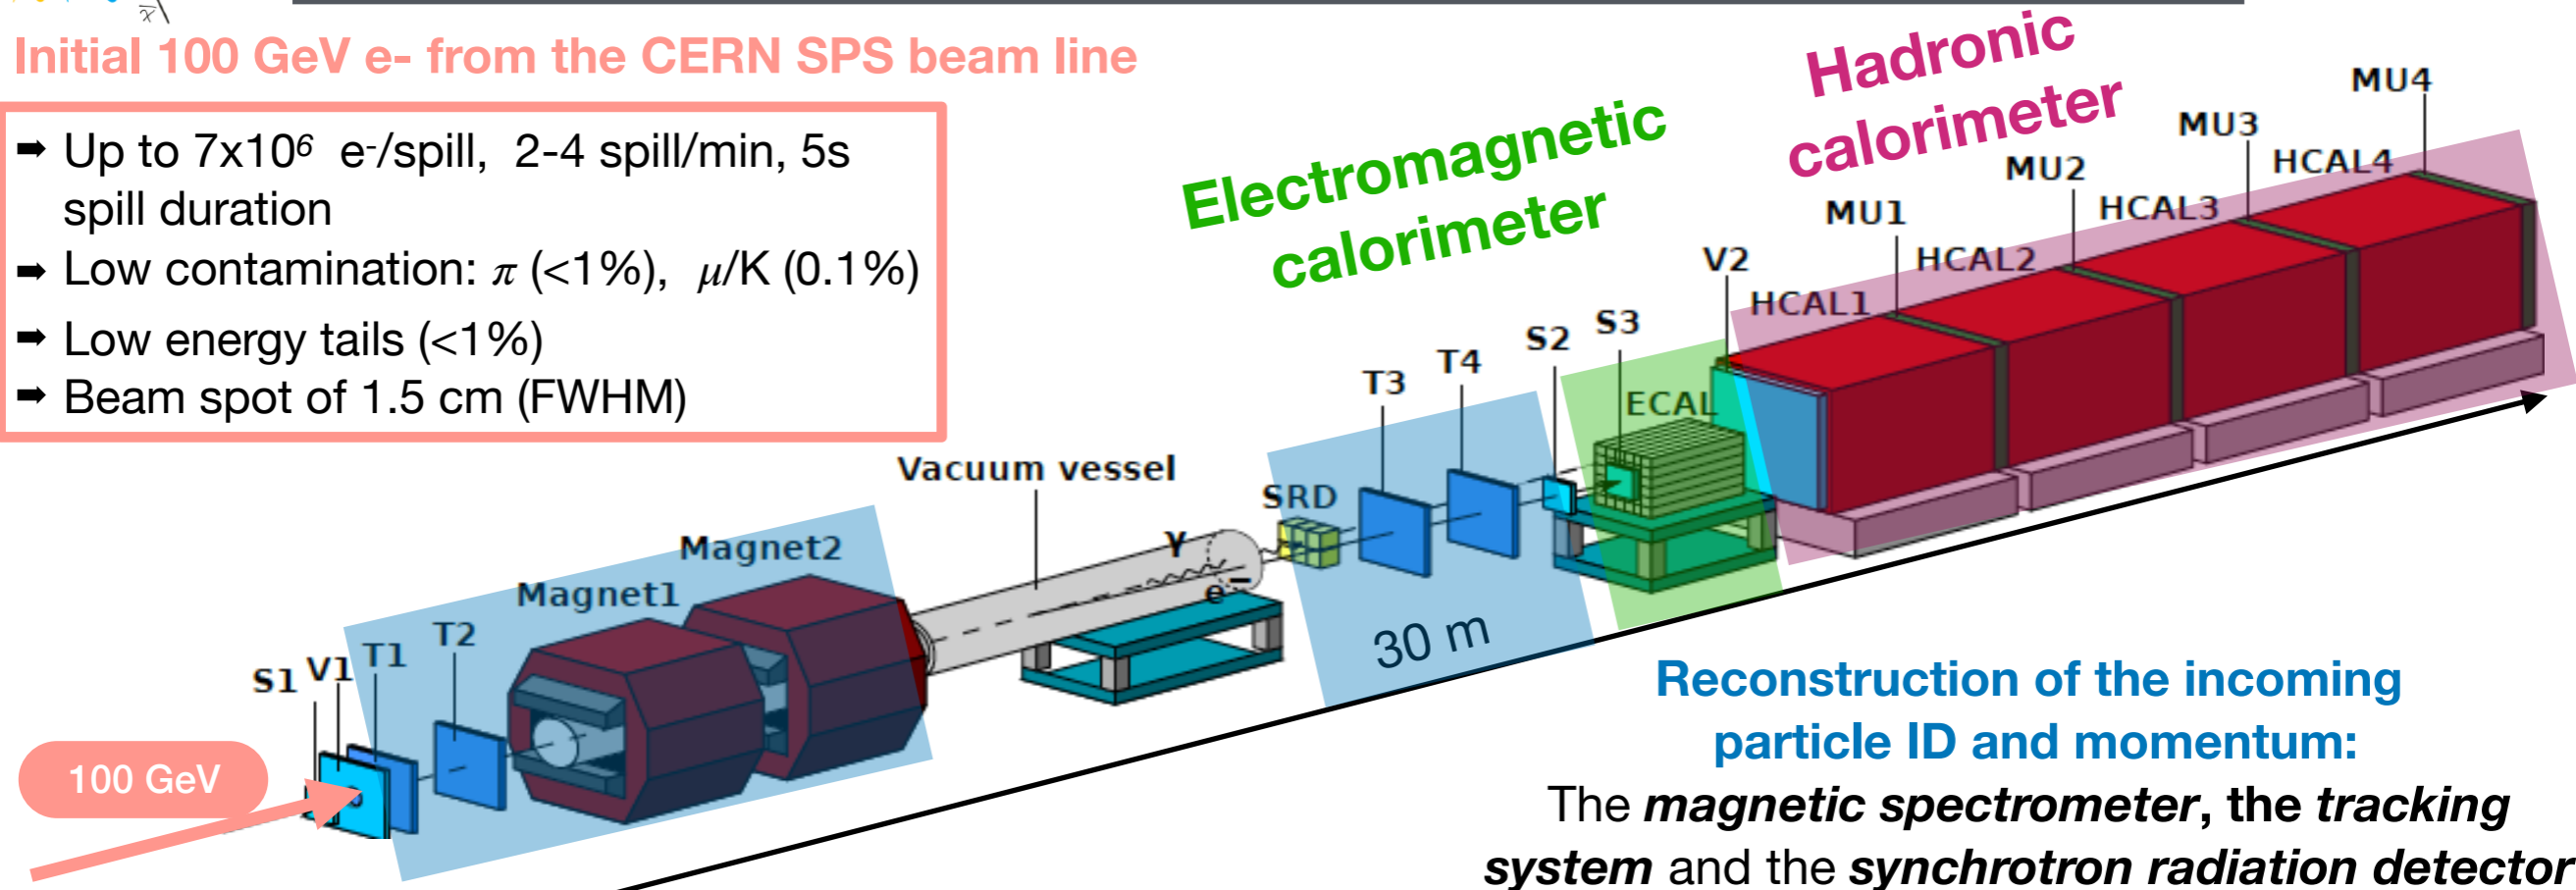 Initial 100 GeV e- from the CERN SPS beam line
➡ Up to 7x10⁶ e⁻/spill, 2-4 spill/min, 5s
spill duration
➡ Low contamination: π (<1%), μ/K (0.1%)
➡ Low energy tails (<1%)
➡ Beam spot of 1.5 cm (FWHM)
Electromagnetic
calorimeter
Hadronic
calorimeter
MU4
MU3
HCAL4
MU2
HCAL3
MU1
HCAL2
V2
HCAL1
S3
S2
ECAL
T4
T3
Vacuum vessel
SRD
γ
e⁻
Magnet2
Magnet1
T2
T1
V1
S1
30 m
100 GeV
Reconstruction of the incoming
particle ID and momentum:
The magnetic spectrometer, the tracking
system and the synchrotron radiation detector